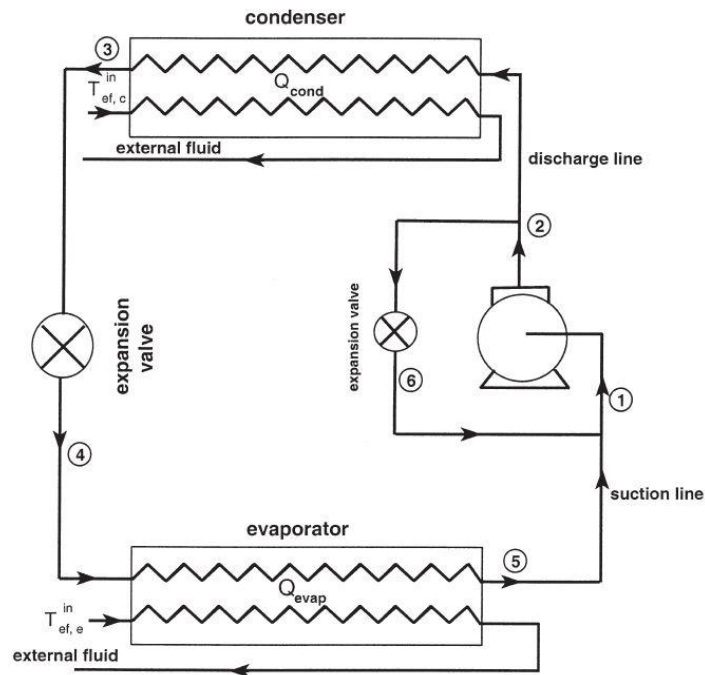 condenser
③
T in ef, c
Q cond
external fluid
discharge line
②
expansion valve
expansion valve
⑥
①
④
suction line
evaporator
⑤
Q evap
T in ef, e
external fluid